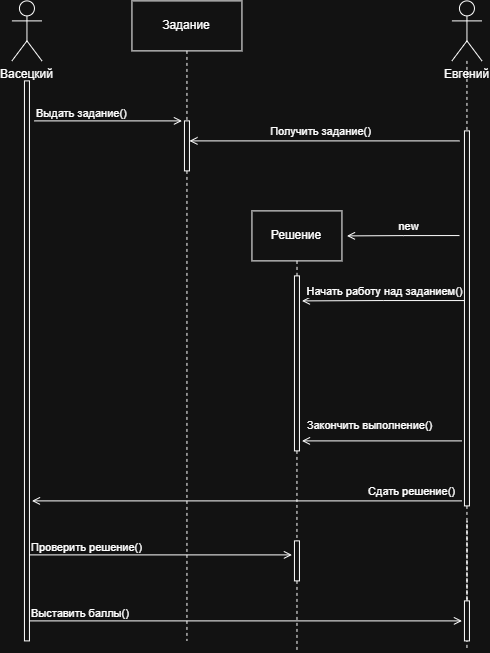 Задание
Васецкий
Евгений
Выдать задание()
Получить задание()
new
Решение
Начать работу над заданием()
Закончить выполнение()
Сдать решение()
Проверить решение()
Выставить баллы()